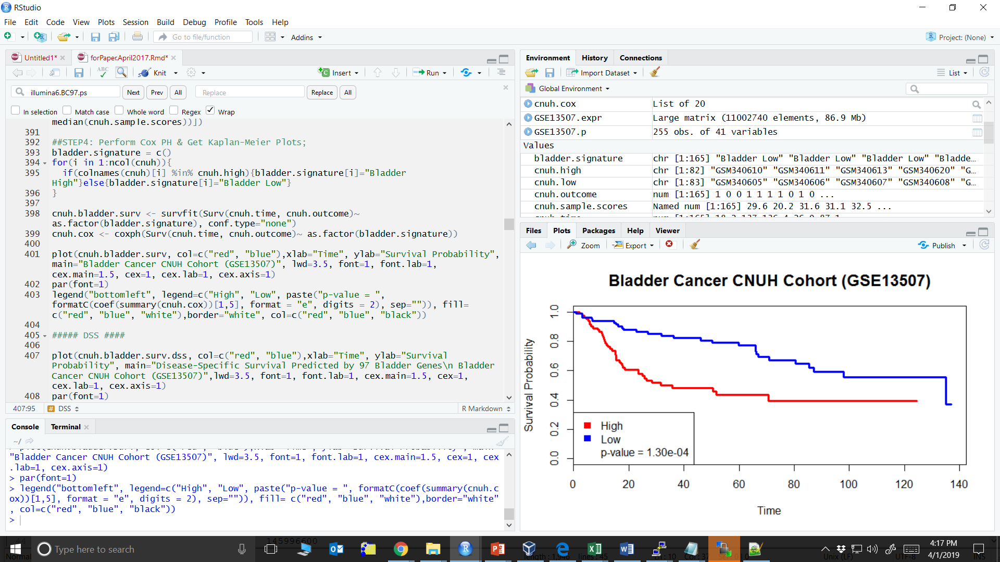 RStudio
File Edit Code View Plots Session Build Debug Profile Tools Help
Go to file/function Addins Project: (None)
Untitled1* forPaper.April2017.Rmd*
ABC Knit Insert Run
illumina6.BC97.ps Next Prev All Replace Replace All
In selection Match case Whole word Regex Wrap
median(cnuh.sample.scores))])
391
392 ##STEP4: Perform Cox PH & Get Kaplan-Meier Plots;
393 bladder.signature = c()
394 for(i in 1:ncol(cnuh)){
395 if(colnames(cnuh)[i] %in% cnuh.high){bladder.signature[i]="Bladder
High"}else{bladder.signature[i]="Bladder Low"}
396 }
397
398 cnuh.bladder.surv <- survfit(Surv(cnuh.time, cnuh.outcome)~
as.factor(bladder.signature), conf.type="none")
399 cnuh.cox <- coxph(Surv(cnuh.time, cnuh.outcome)~ as.factor(bladder.signature))
400
401 plot(cnuh.bladder.surv, col=c("red", "blue"),xlab="Time", ylab="Survival Probability",
main="Bladder Cancer CNUH Cohort (GSE13507)", lwd=3.5, font=1, font.lab=1,
cex.main=1.5, cex=1, cex.lab=1, cex.axis=1)
402 par(font=1)
403 legend("bottomleft", legend=c("High", "Low", paste("p-value = ",
formatC(coef(summary(cnuh.cox))[1,5], format = "e", digits = 2), sep="")), fill=
c("red", "blue", "white"),border="white", col=c("red", "blue", "black"))
404
405 ##### DSS ####
406
407 plot(cnuh.bladder.surv.dss, col=c("red", "blue"),xlab="Time", ylab="Survival
Probability", main="Disease-Specific Survival Predicted by 97 Bladder Genes\n Bladder
Cancer CNUH Cohort (GSE13507)",lwd=3.5, font=1, font.lab=1, cex.main=1.5, cex=1,
cex.lab=1, cex.axis=1)
408 par(font=1)
407:95 # DSS R Markdown
Console Terminal
~/
"Bladder Cancer CNUH Cohort (GSE13507)", lwd=3.5, font=1, font.lab=1, cex.main=1.5, cex=1, cex
.lab=1, cex.axis=1)
> par(font=1)
> legend("bottomleft", legend=c("High", "Low", paste("p-value = ", formatC(coef(summary(cnuh.c
ox))[1,5], format = "e", digits = 2), sep="")), fill= c("red", "blue", "white"),border="white"
, col=c("red", "blue", "black"))
>
Environment History Connections
Import Dataset List
Global Environment
cnuh.cox List of 20
GSE13507.expr Large matrix (11002740 elements, 86.9 Mb)
GSE13507.p 255 obs. of 41 variables
Values
bladder.signature chr [1:165] "Bladder Low" "Bladder Low" "Bladder Low" "Bladde…
cnuh.high chr [1:82] "GSM340610" "GSM340611" "GSM340613" "GSM340620" "G…
cnuh.low chr [1:83] "GSM340605" "GSM340606" "GSM340607" "GSM340608" "G…
cnuh.outcome num [1:165] 1 0 0 1 1 1 1 0 1 0 ...
cnuh.sample.scores Named num [1:165] 29.6 20.2 31.6 31.1 32.5 ...
Files Plots Packages Help Viewer
Zoom Export Publish
Bladder Cancer CNUH Cohort (GSE13507)
Survival Probability
1.0
0.8
0.6
0.4
0.2
0.0
High
Low
p-value = 1.30e-04
0 20 40 60 80 100 120 140
Time
Type here to search
145996600
4:17 PM
4/1/2019